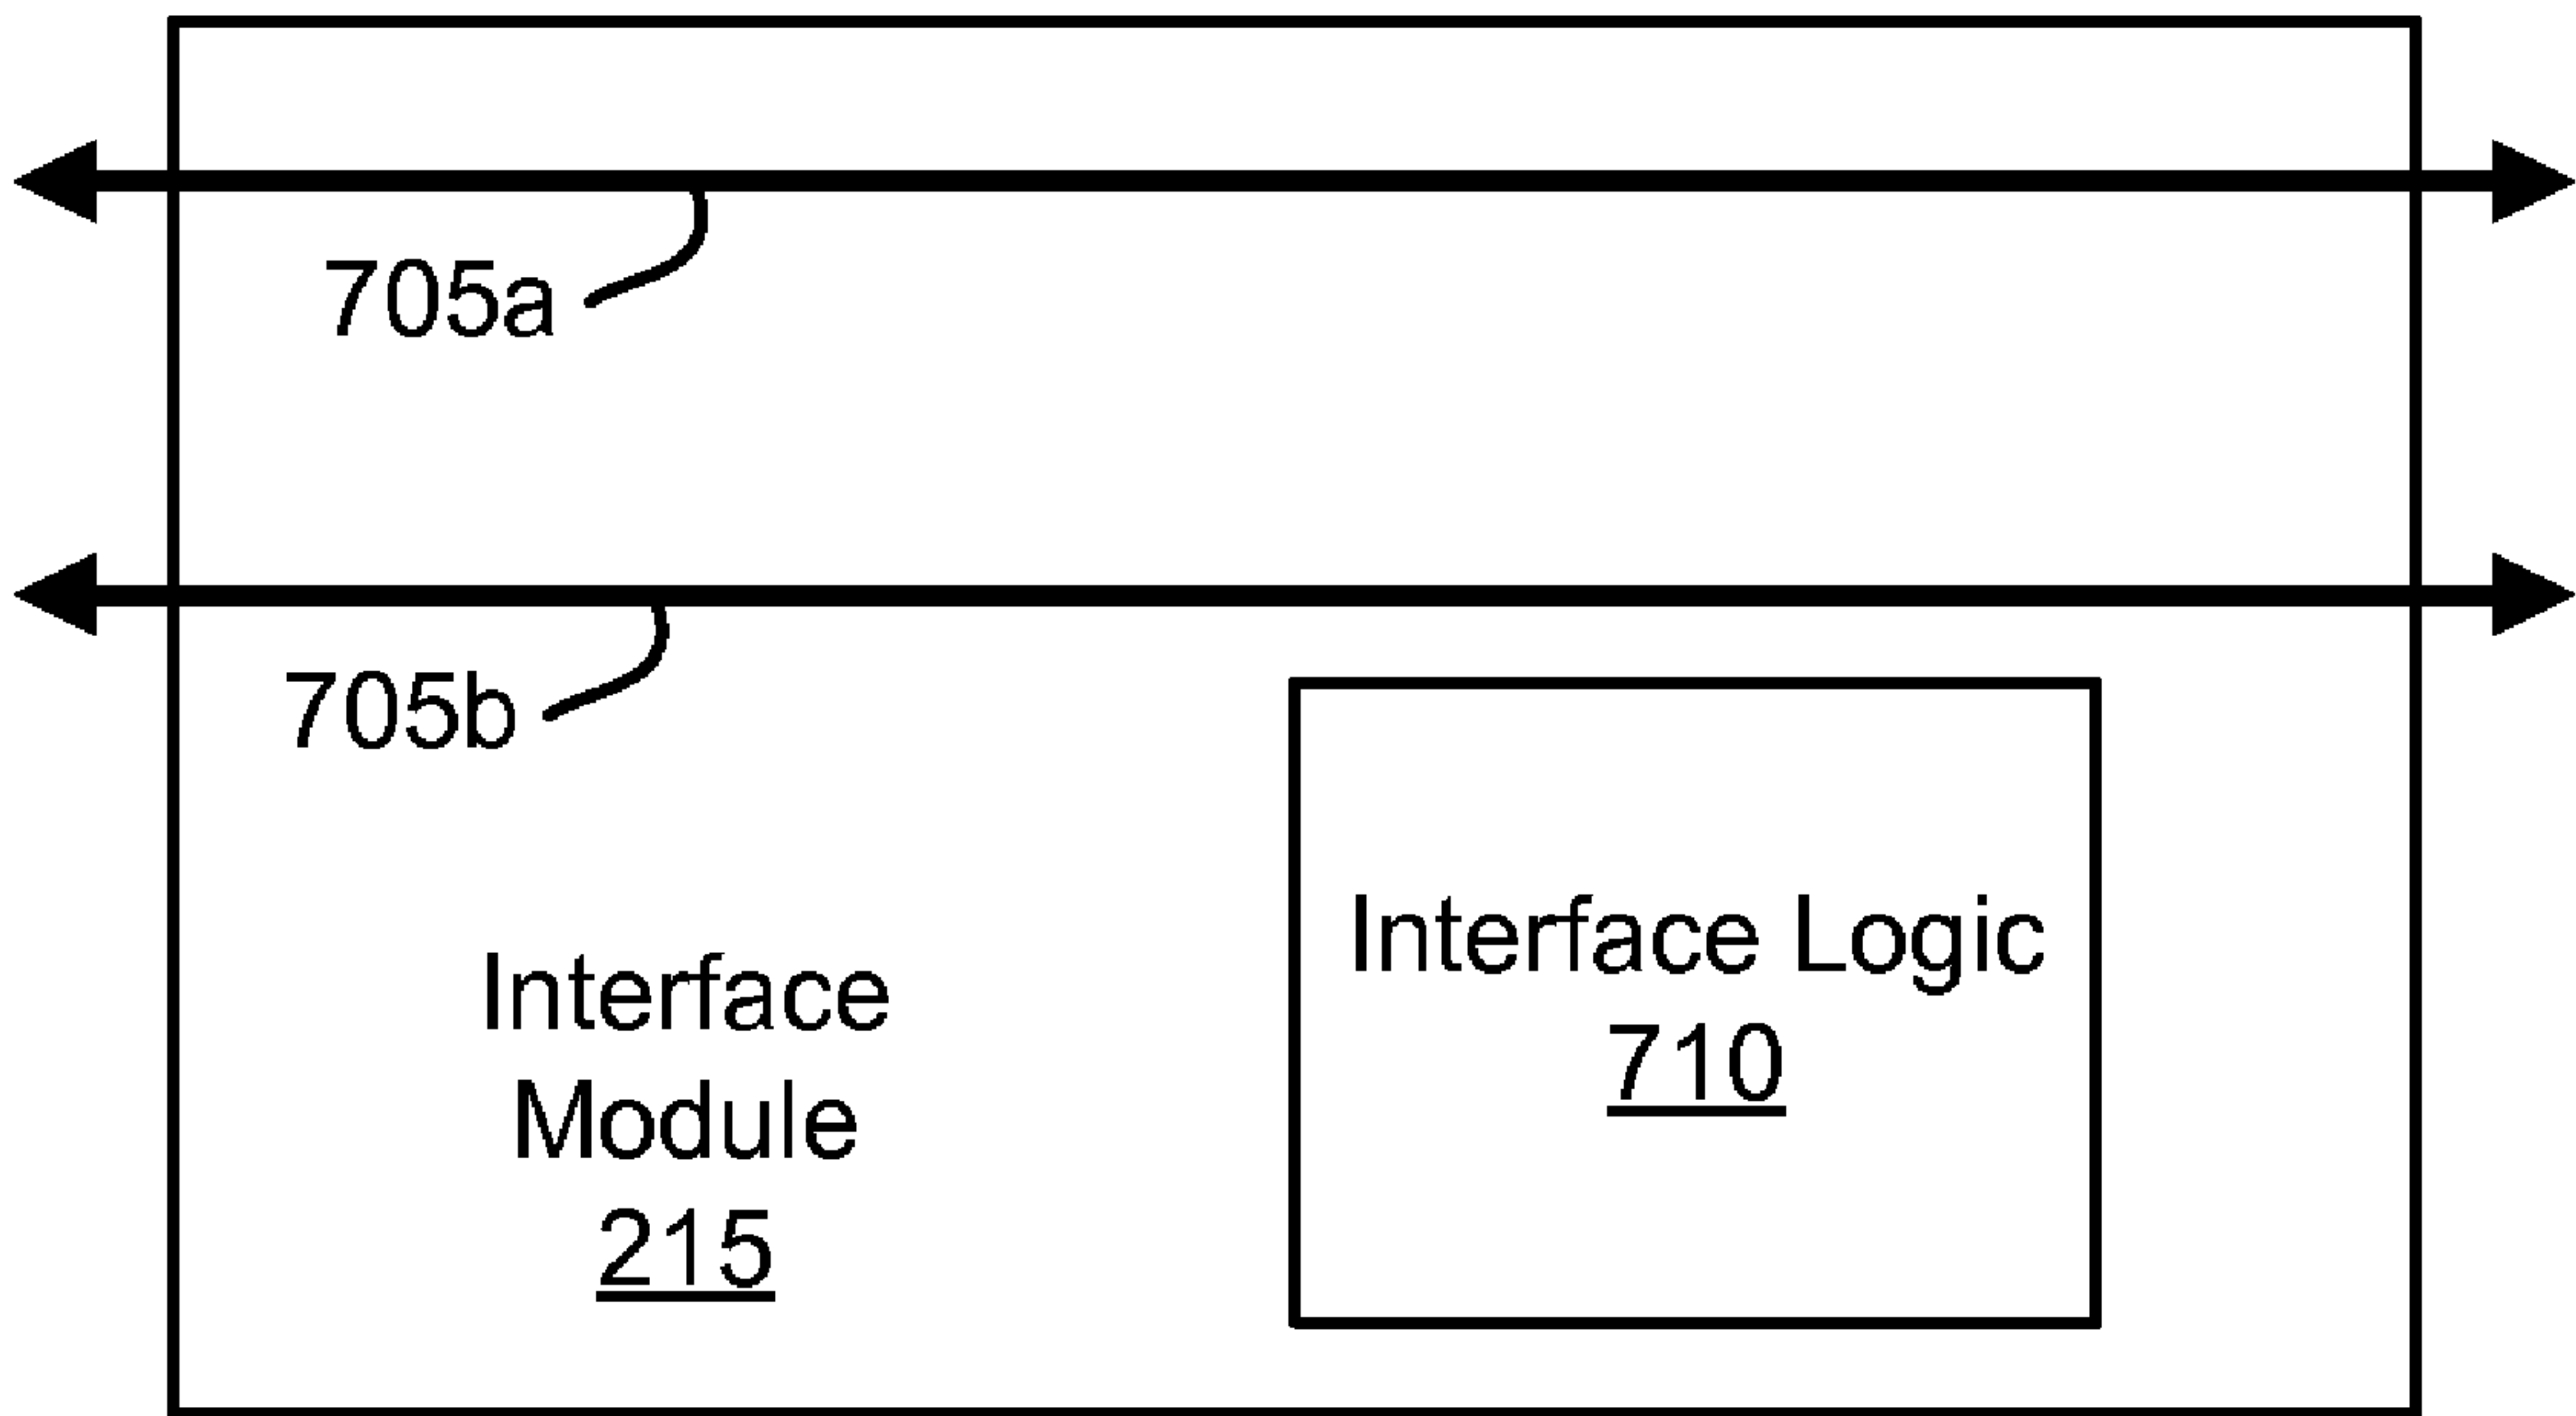 705a
705b
Interface Logic
710
Interface
Module
215